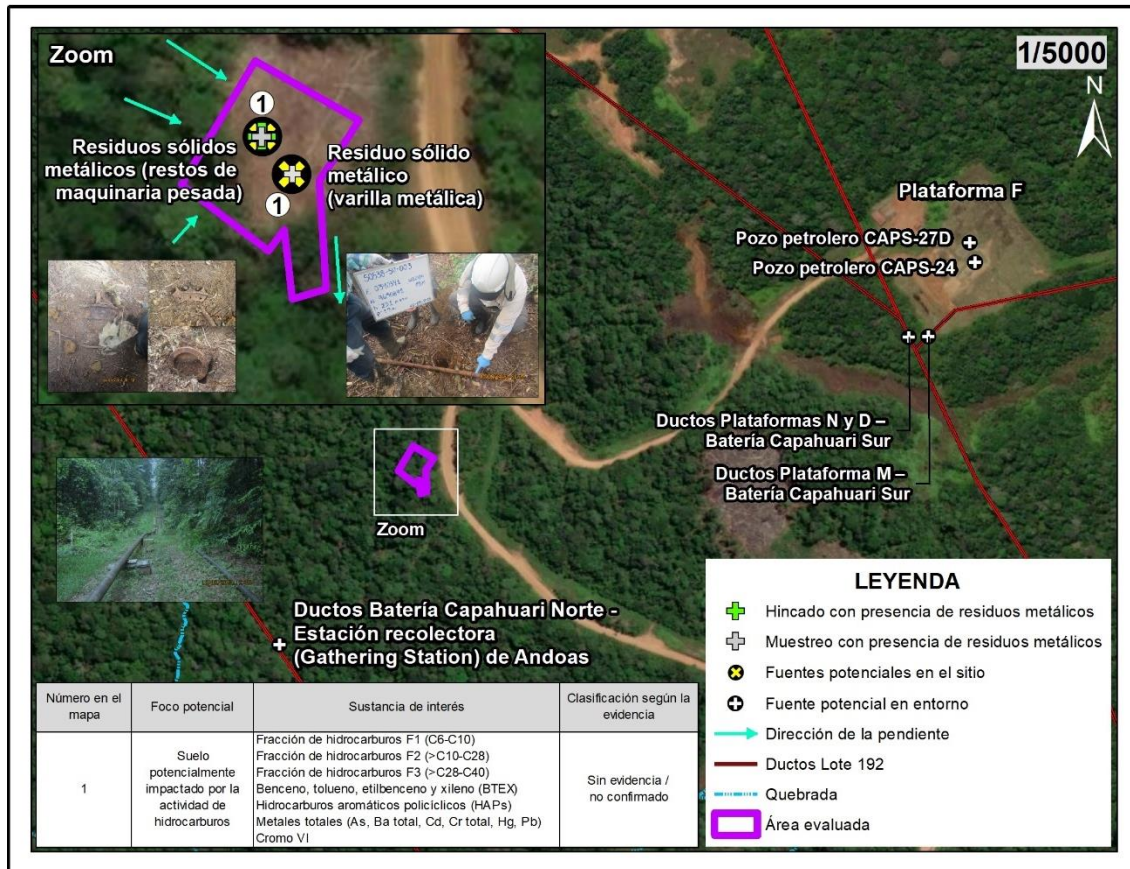 Zoom
1/5000
N
1
Residuos sólidos
metálicos (restos de
maquinaria pesada)
Residuo sólido
metálico
(varilla metálica)
1
Plataforma F
Pozo petrolero CAPS-27D
Pozo petrolero CAPS-24
Ductos Plataformas N y D –
Batería Capahuari Sur
Ductos Plataforma M –
Batería Capahuari Sur
Zoom
Ductos Batería Capahuari Norte -
Estación recolectora
(Gathering Station) de Andoas
LEYENDA
Hincado con presencia de residuos metálicos
Muestreo con presencia de residuos metálicos
Fuentes potenciales en el sitio
Fuente potencial en entorno
Dirección de la pendiente
Ductos Lote 192
Quebrada
Área evaluada
Número en el
mapa
Foco potencial
Sustancia de interés
Clasificación según la
evidencia
1
Suelo
potencialmente
impactado por la
actividad de
hidrocarburos
Fracción de hidrocarburos F1 (C6-C10)
Fracción de hidrocarburos F2 (>C10-C28)
Fracción de hidrocarburos F3 (>C28-C40)
Benceno, tolueno, etilbenceno y xileno (BTEX)
Hidrocarburos aromáticos policíclicos (HAPs)
Metales totales (As, Ba total, Cd, Cr total, Hg, Pb)
Cromo VI
Sin evidencia /
no confirmado